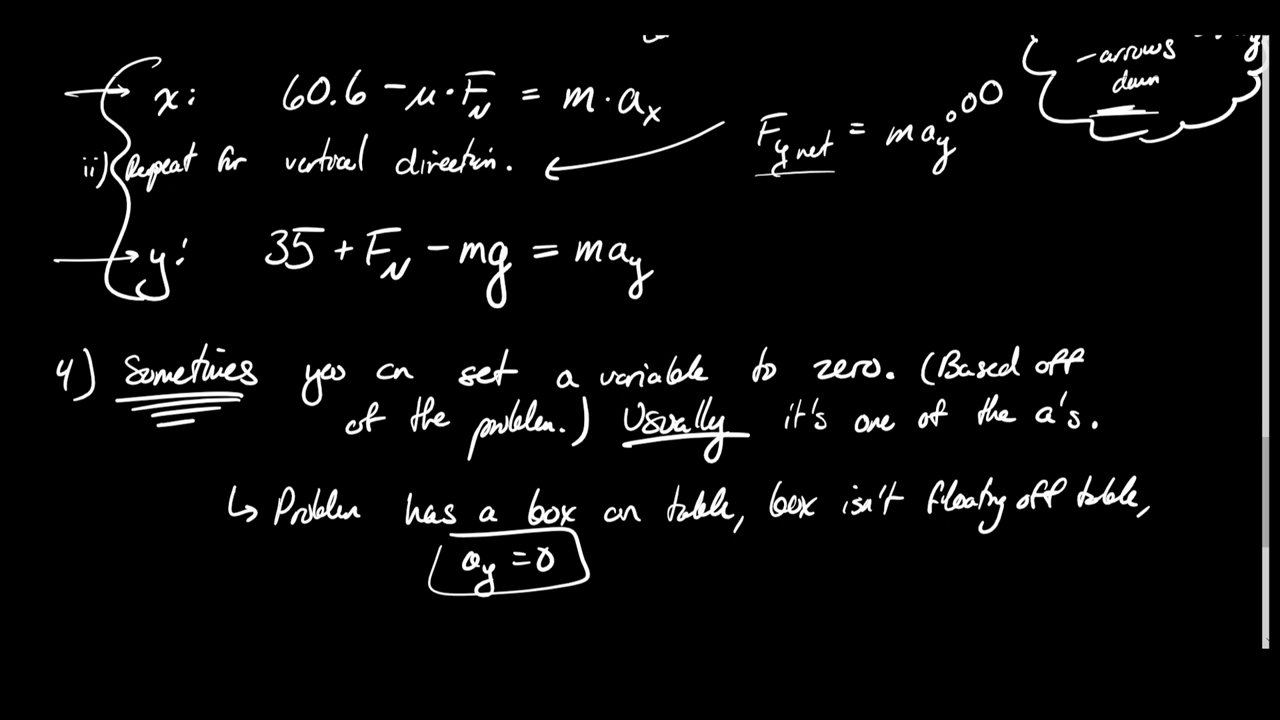 - arrows
down
x: 60.6 - μ · F_N = m · a_x
F_y net = m a_y
ii) Repeat for vertical direction.
y: 35 + F_N - mg = m a_y
4) Sometimes you can set a variable to zero. (Based off
of the problem.) Usually it's one of the a's.
↳ Problem has a box on table, box isn't floating off table,
a_y = 0